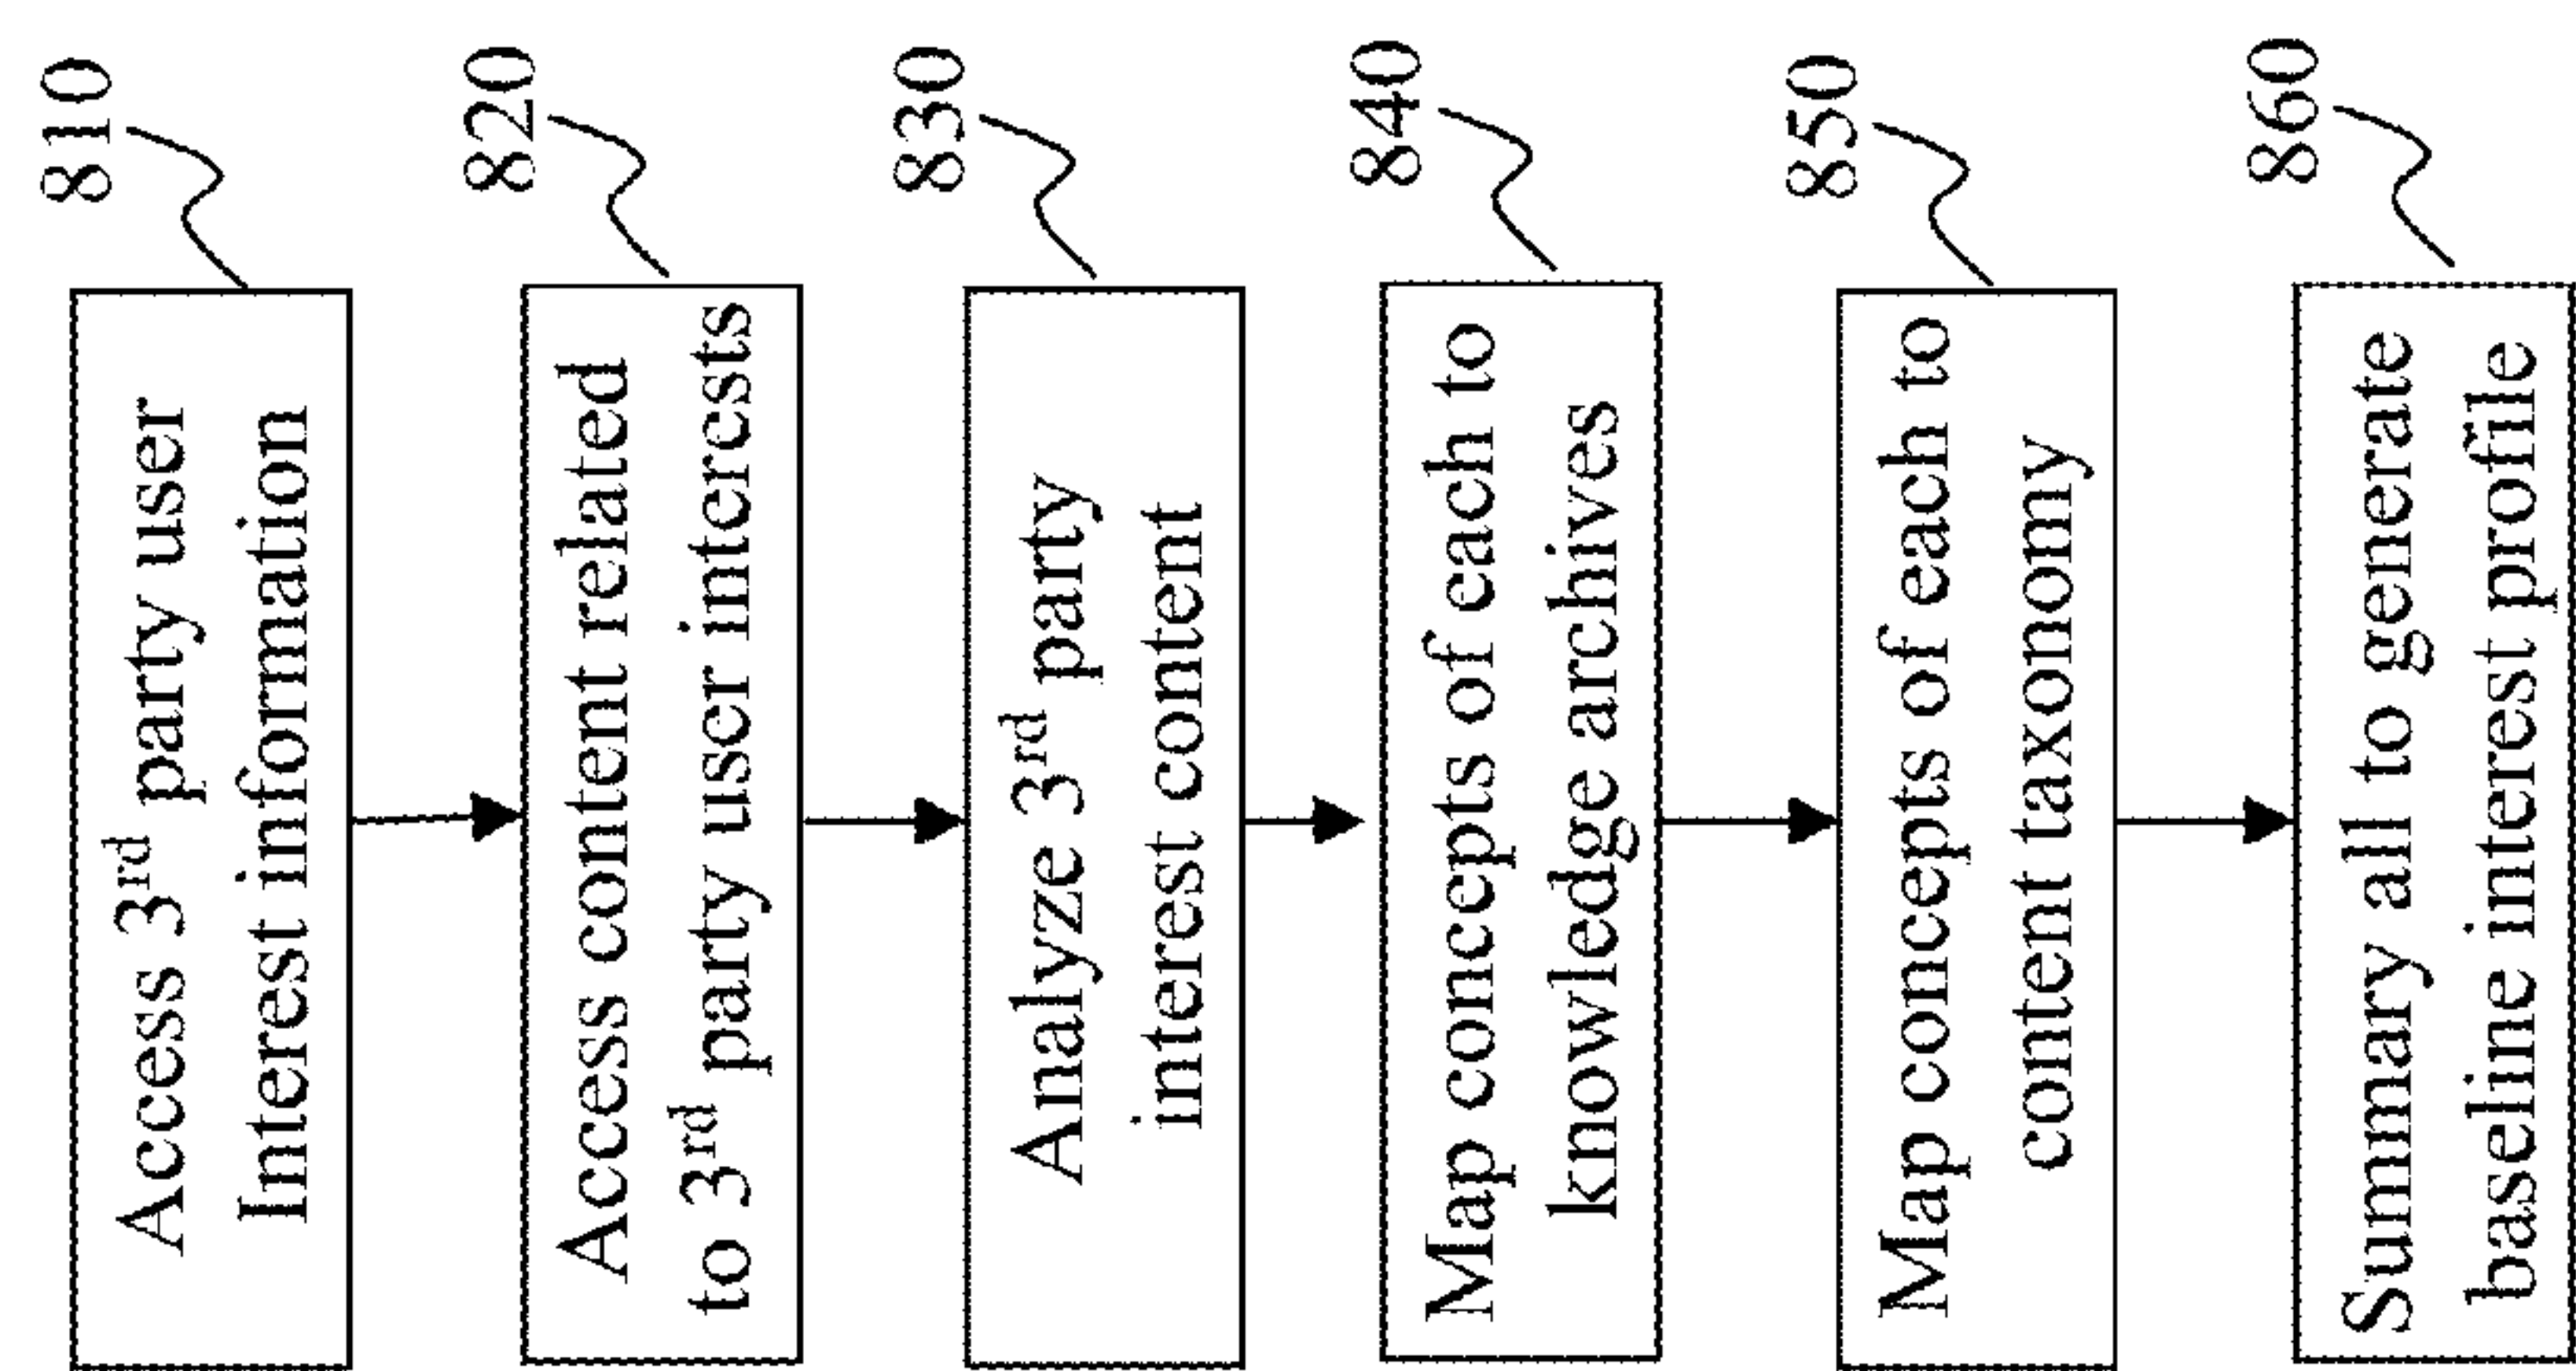 810
Access 3rd party user
Interest information
820
Access content related
to 3rd party user interests
830
Analyze 3rd party
interest content
840
Map concepts of each to
knowledge archives
850
Map concepts of each to
content taxonomy
860
Summary all to generate
baseline interest profile